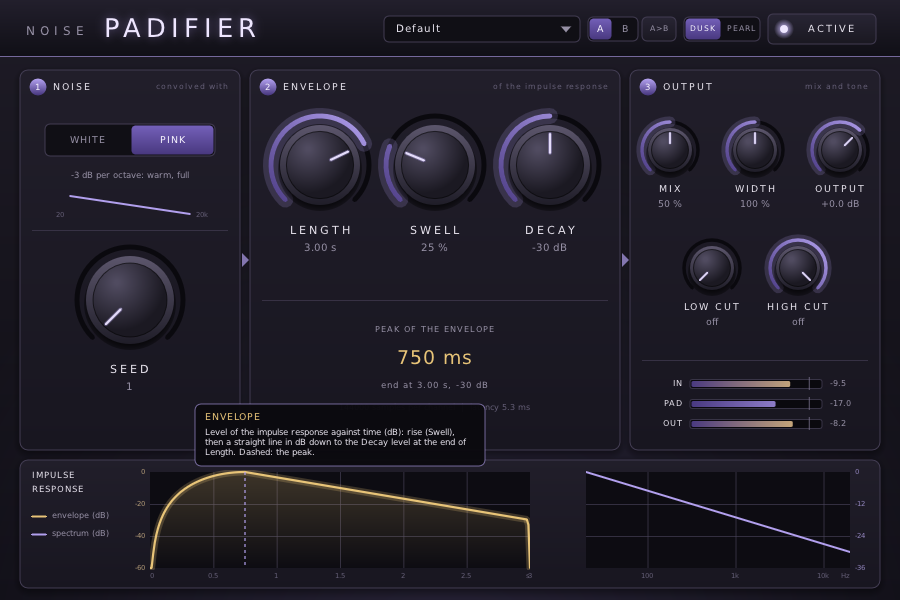 NOISE PADIFIER
Default
A B
A>B
DUSK PEARL
ACTIVE
1 NOISE convolved with
WHITE PINK
-3 dB per octave: warm, full
20 20k
SEED
1
2 ENVELOPE of the impulse response
LENGTH SWELL DECAY
3.00 s 25 % -30 dB
PEAK OF THE ENVELOPE
750 ms
end at 3.00 s, -30 dB
5.3 ms
3 OUTPUT mix and tone
MIX WIDTH OUTPUT
50 % 100 % +0.0 dB
LOW CUT HIGH CUT
off off
IN -9.5
PAD -17.0
OUT -8.2
ENVELOPE
Level of the impulse response against time (dB): rise (Swell),
then a straight line in dB down to the Decay level at the end of
Length. Dashed: the peak.
IMPULSE
RESPONSE
envelope (dB)
spectrum (dB)
0
-20
-40
-60
0 0.5 1 1.5 2 2.5
0
-12
-24
-36
100 1k 10k Hz